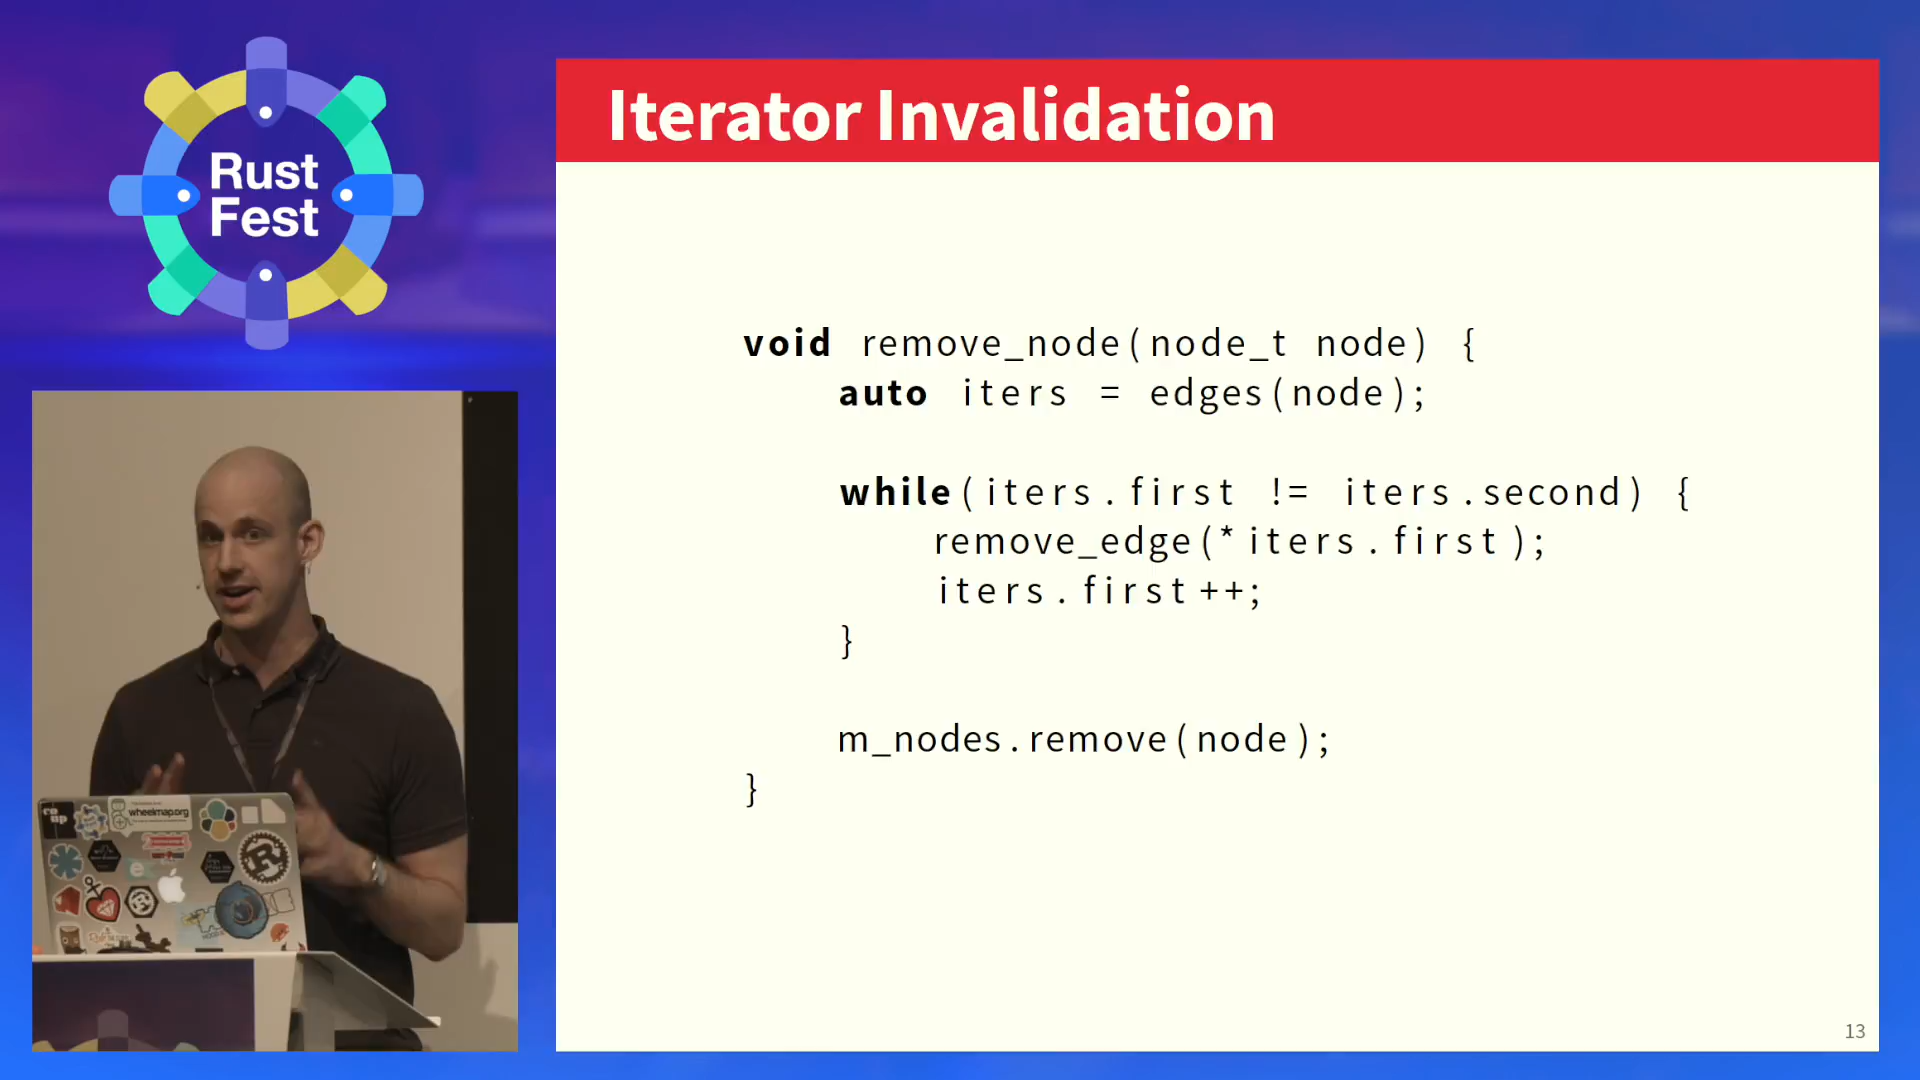 Rust
Fest
Iterator Invalidation
void remove_node(node_t node) {
auto iters = edges(node);
while(iters.first != iters.second) {
remove_edge(*iters.first);
iters.first++;
}
m_nodes.remove(node);
}
13
wheelmap.org